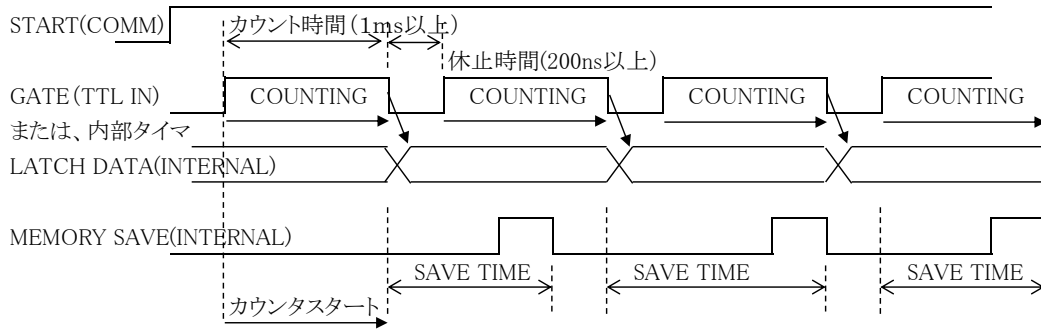 START(COMM)
カウント時間(1ms以上)
休止時間(200ns以上)
GATE(TTL IN)
COUNTING
COUNTING
COUNTING
COUNTING
または、内部タイマ
LATCH DATA(INTERNAL)
MEMORY SAVE(INTERNAL)
SAVE TIME
SAVE TIME
SAVE TIME
カウンタスタート